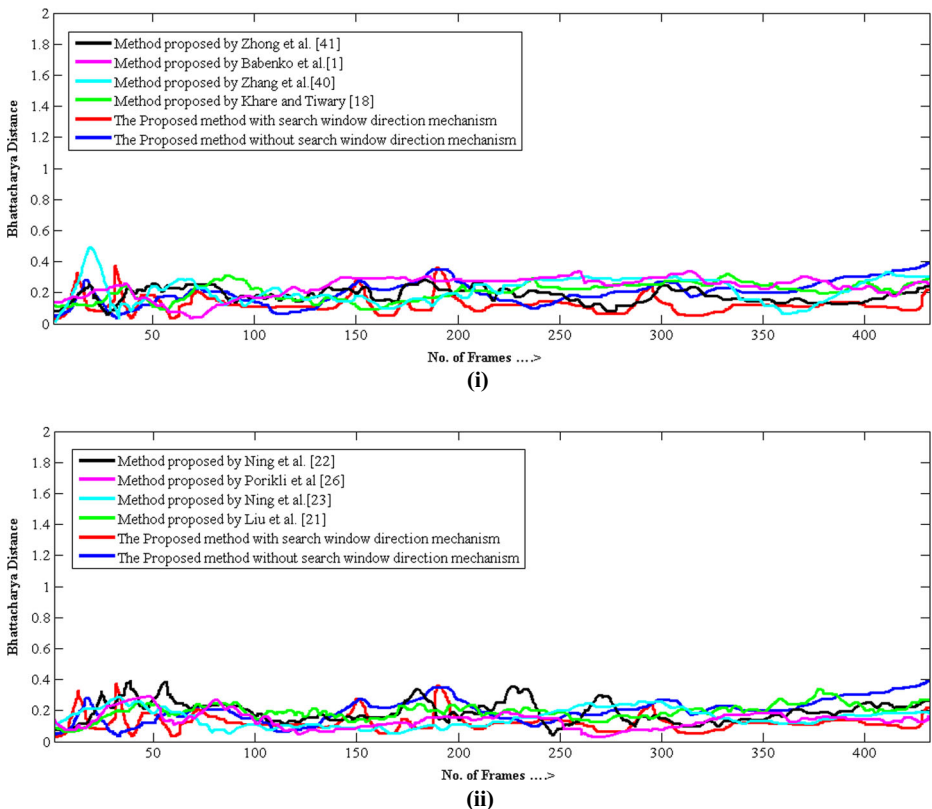 2
1.8
1.6
1.4
1.2
1
0.8
0.6
0.4
0.2
0
Bhattacharya Distance
Method proposed by Zhong et al. [41]
Method proposed by Babenko et al.[1]
Method proposed by Zhang et al.[40]
Method proposed by Khare and Tiwary [18]
The Proposed method with search window direction mechanism
The Proposed method without search window direction mechanism
50 100 150 200 250 300 350 400
No. of Frames ....>
(i)
2
1.8
1.6
1.4
1.2
1
0.8
0.6
0.4
0.2
0
Bhattacharya Distance
Method proposed by Ning et al. [22]
Method proposed by Porikli et al [26]
Method proposed by Ning et al.[23]
Method proposed by Liu et al. [21]
The Proposed method with search window direction mechanism
The Proposed method without search window direction mechanism
50 100 150 200 250 300 350 400
No. of Frames ....>
(ii)